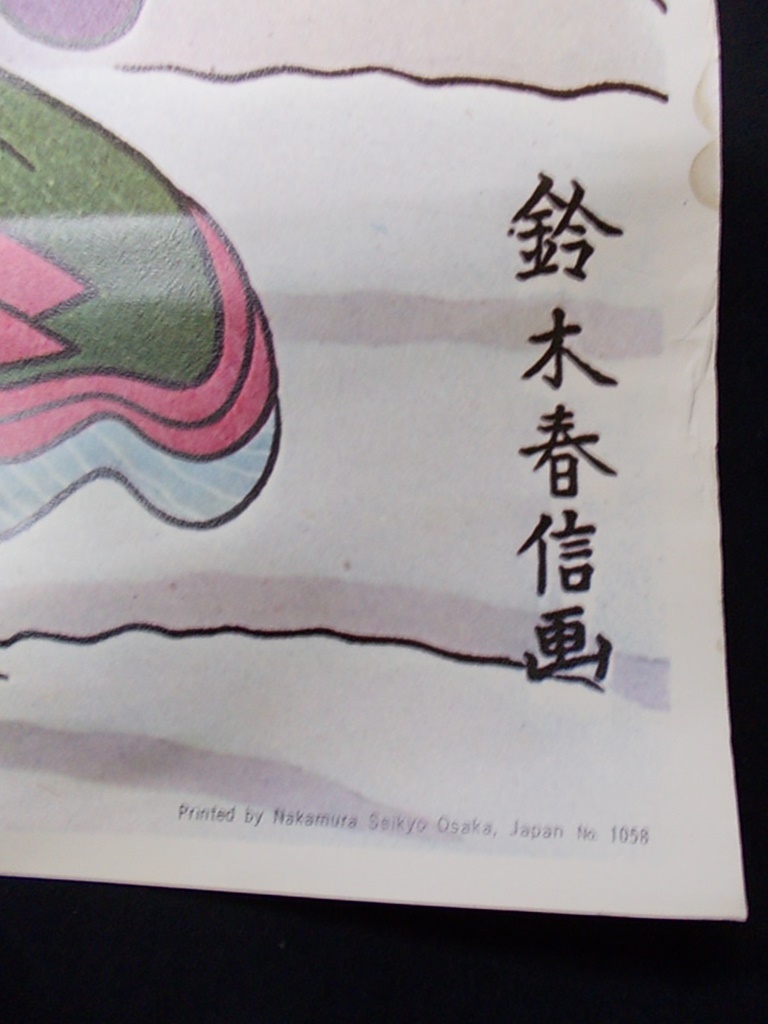 鈴木春信画
Printed by Nakamura Seikyo Osaka, Japan No. 1058